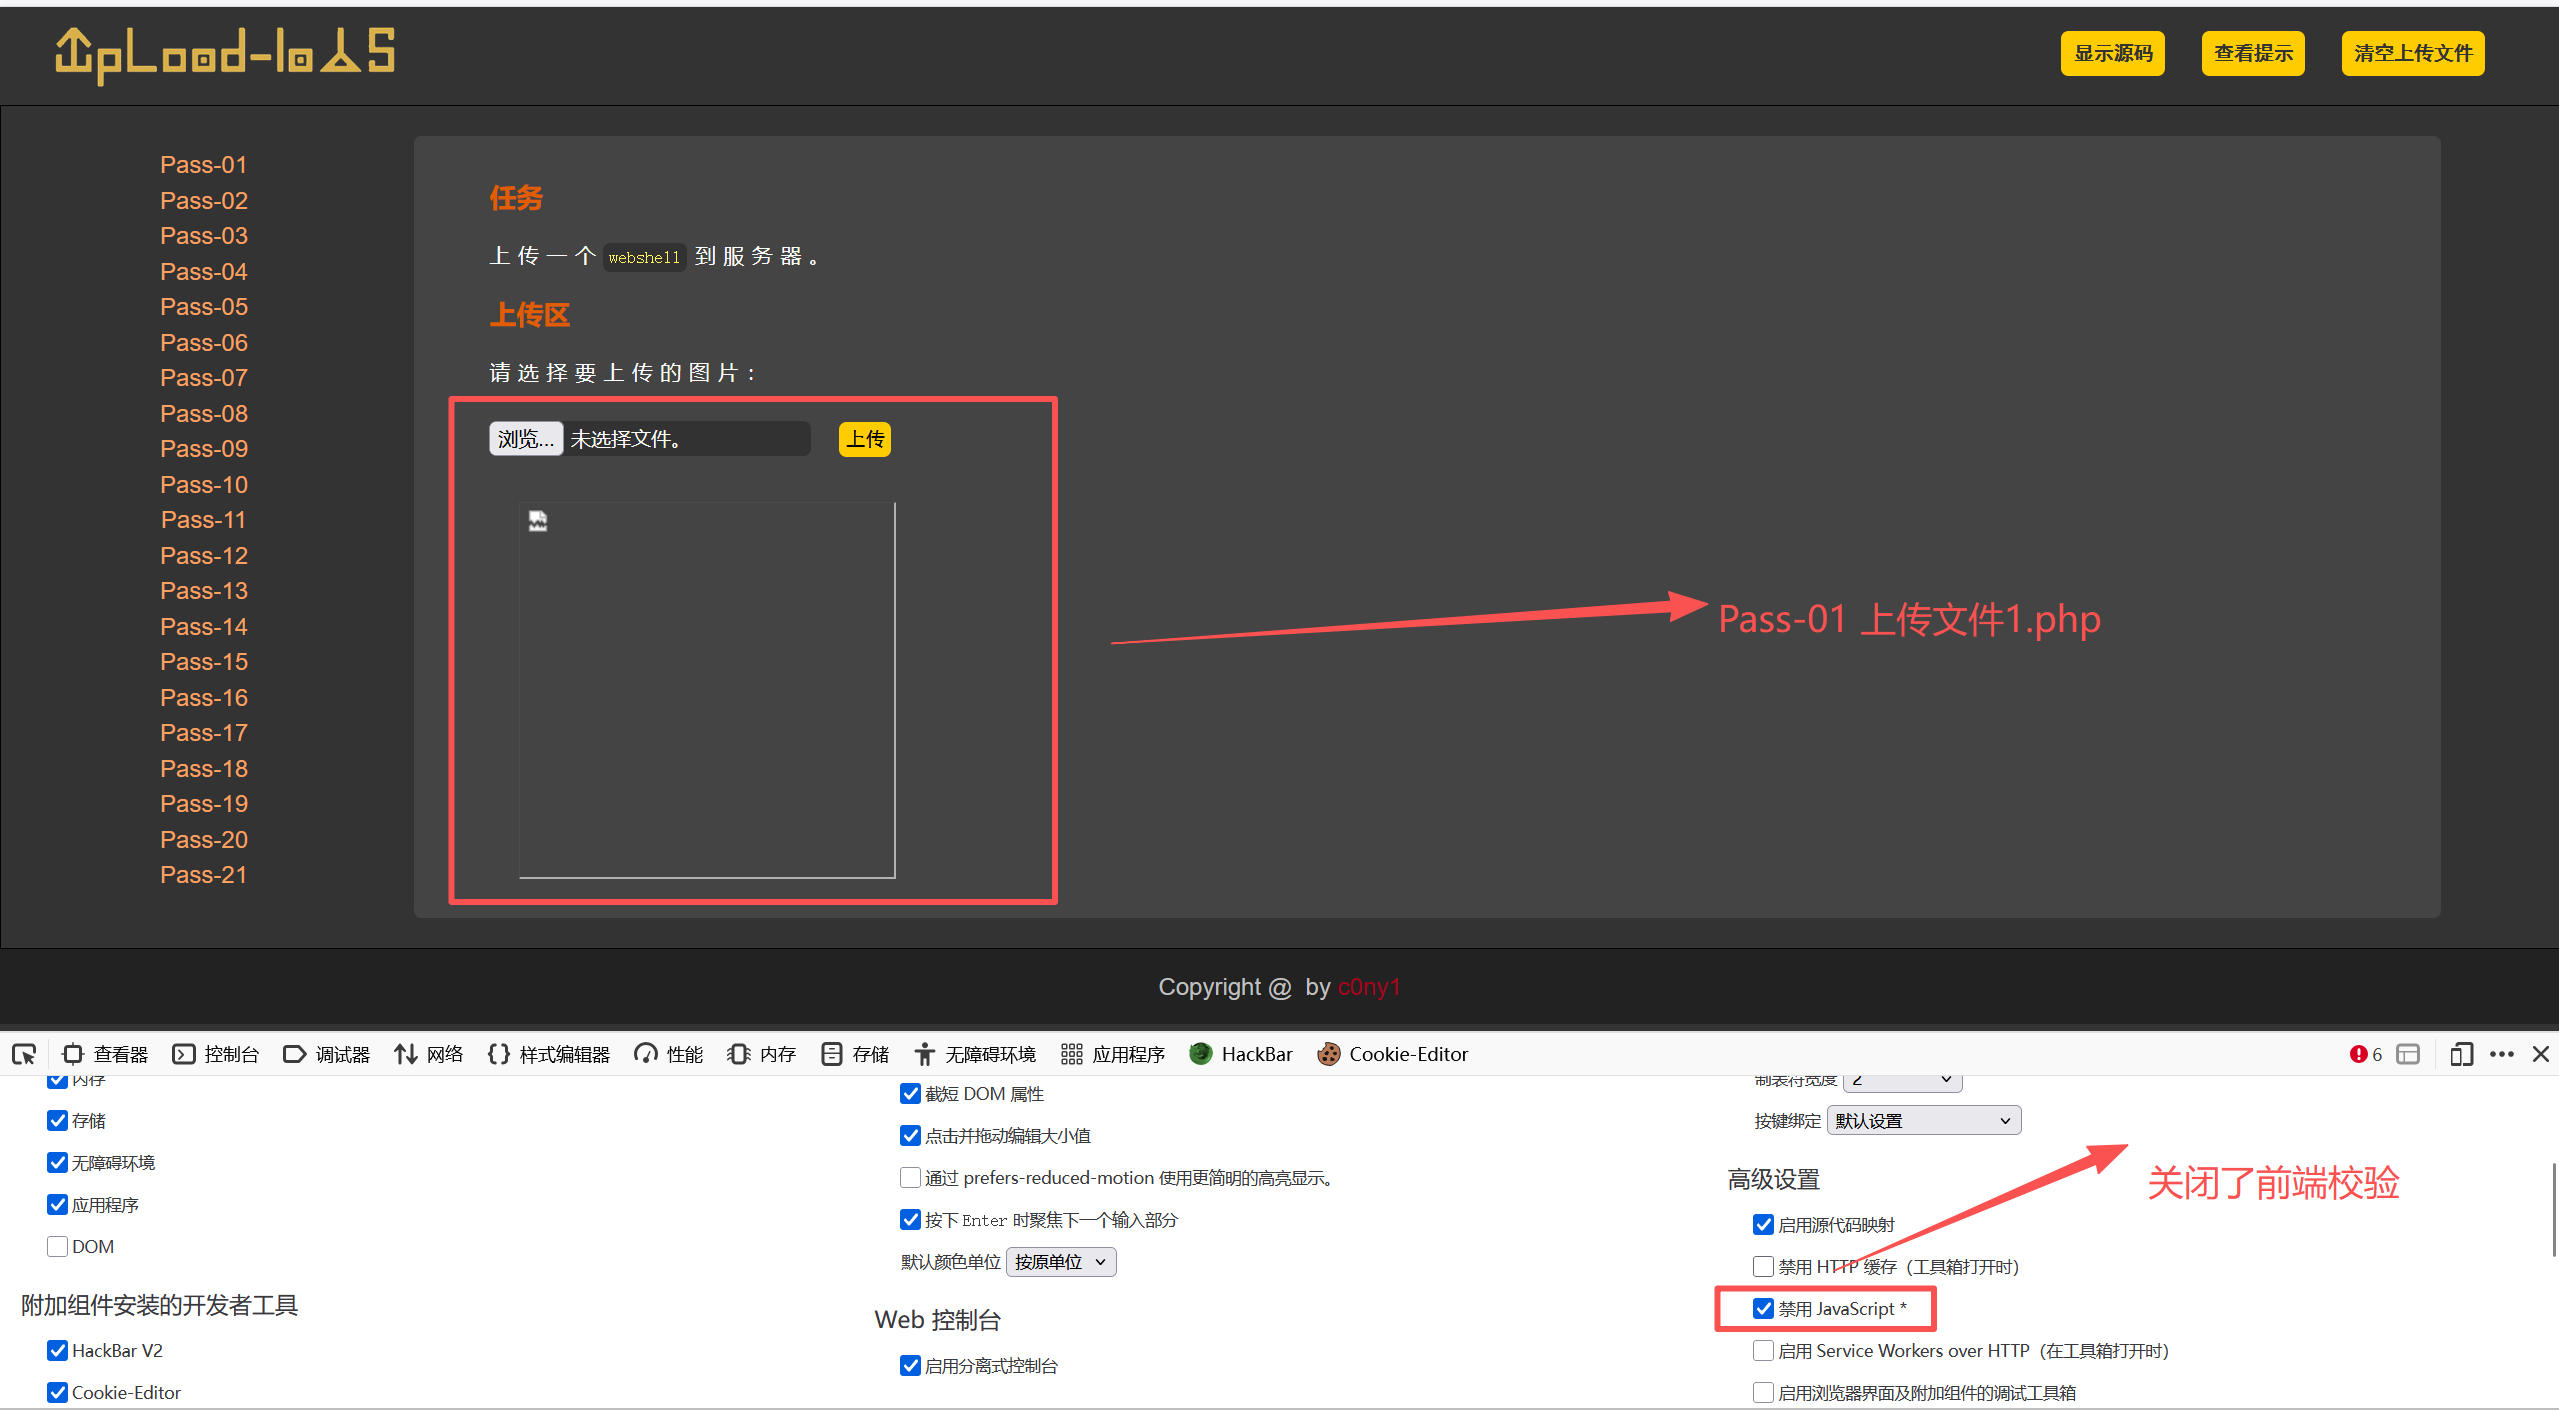 UpLoad-labS
显示源码 查看提示 清空上传文件
Pass-01
Pass-02
Pass-03
Pass-04
Pass-05
Pass-06
Pass-07
Pass-08
Pass-09
Pass-10
Pass-11
Pass-12
Pass-13
Pass-14
Pass-15
Pass-16
Pass-17
Pass-18
Pass-19
Pass-20
Pass-21
任务
上传一个 webshell 到服务器。
上传区
请选择要上传的图片：
浏览... 未选择文件。 上传
Pass-01 上传文件1.php
Copyright @ by c0ny1
查看器 控制台 调试器 网络 样式编辑器 性能 内存 存储 无障碍环境 应用程序 HackBar Cookie-Editor 6
内存
存储
无障碍环境
应用程序
DOM
附加组件安装的开发者工具
HackBar V2
Cookie-Editor
截短 DOM 属性
点击并拖动编辑大小值
通过 prefers-reduced-motion 使用更简明的高亮显示。
按下 Enter 时聚焦下一个输入部分
默认颜色单位 按原单位
Web 控制台
启用分离式控制台
制表符宽度 2
按键绑定 默认设置
高级设置
启用源代码映射
禁用 HTTP 缓存（工具箱打开时）
禁用 JavaScript *
启用 Service Workers over HTTP（在工具箱打开时）
启用浏览器界面及附加组件的调试工具箱
关闭了前端校验